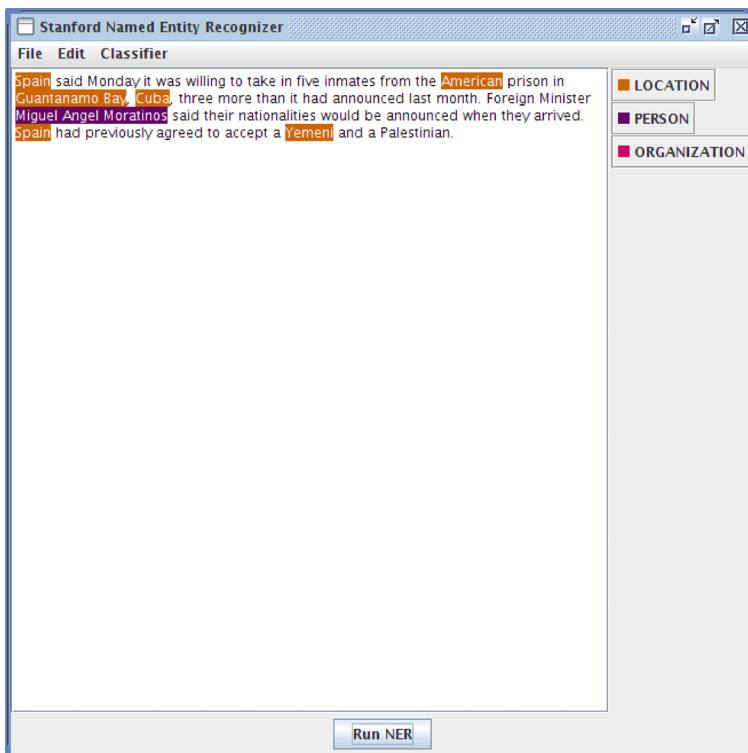 Stanford Named Entity Recognizer
File Edit Classifier
Spain said Monday it was willing to take in five inmates from the American prison in
Guantanamo Bay, Cuba, three more than it had announced last month. Foreign Minister
Miguel Angel Moratinos said their nationalities would be announced when they arrived.
Spain had previously agreed to accept a Yemeni and a Palestinian.
LOCATION
PERSON
ORGANIZATION
Run NER